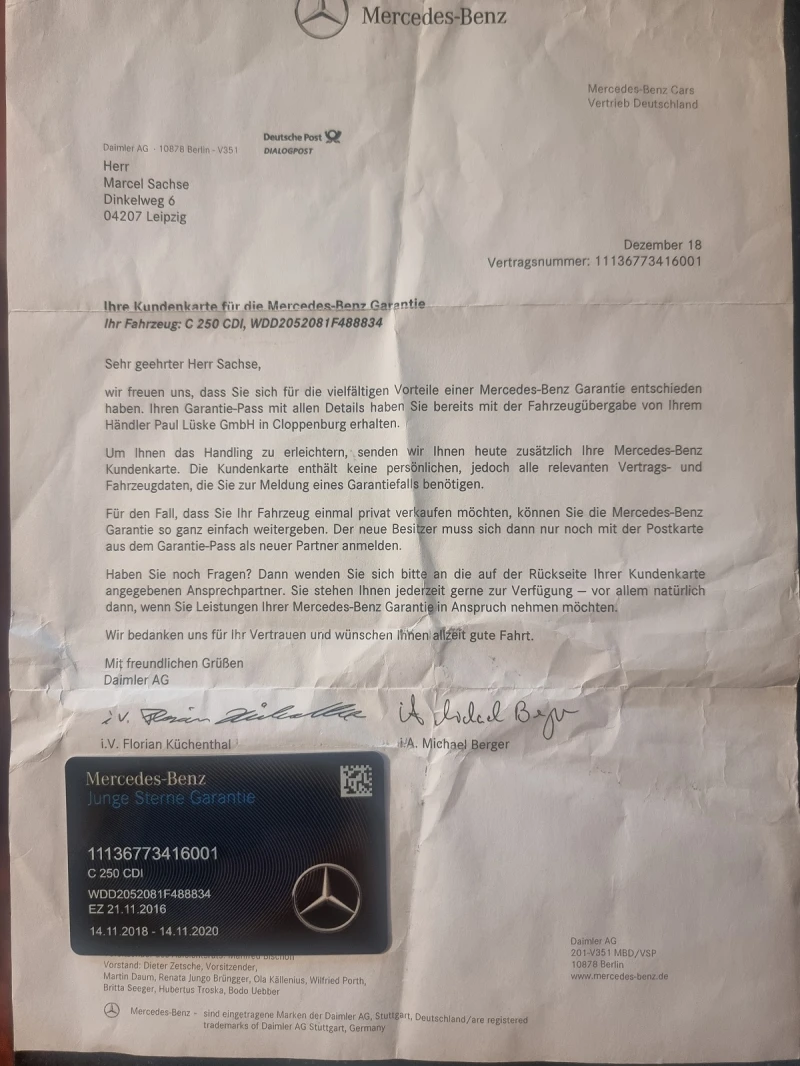 Mercedes-Benz
Mercedes-Benz Cars
Vertrieb Deutschland
Deutsche Post
DIALOGPOST
Daimler AG - 10878 Berlin - V351
Herr
Marcel Sachse
Dinkelweg 6
04207 Leipzig
Dezember 18
Vertragsnummer: 11136773416001
Ihre Kundenkarte für die Mercedes-Benz Garantie
Ihr Fahrzeug: C 250 CDI, WDD2052081F488834
Sehr geehrter Herr Sachse,
wir freuen uns, dass Sie sich für die vielfältigen Vorteile einer Mercedes-Benz Garantie entschieden
haben. Ihren Garantie-Pass mit allen Details haben Sie bereits mit der Fahrzeugübergabe von Ihrem
Händler Paul Lüske GmbH in Cloppenburg erhalten.
Um Ihnen das Handling zu erleichtern, senden wir Ihnen heute zusätzlich Ihre Mercedes-Benz
Kundenkarte. Die Kundenkarte enthält keine persönlichen, jedoch alle relevanten Vertrags- und
Fahrzeugdaten, die Sie zur Meldung eines Garantiefalls benötigen.
Für den Fall, dass Sie Ihr Fahrzeug einmal privat verkaufen möchten, können Sie die Mercedes-Benz
Garantie so ganz einfach weitergeben. Der neue Besitzer muss sich dann nur noch mit der Postkarte
aus dem Garantie-Pass als neuer Partner anmelden.
Haben Sie noch Fragen? Dann wenden Sie sich bitte an die auf der Rückseite Ihrer Kundenkarte
angegebenen Ansprechpartner. Sie stehen Ihnen jederzeit gerne zur Verfügung – vor allem natürlich
dann, wenn Sie Leistungen Ihrer Mercedes-Benz Garantie in Anspruch nehmen möchten.
Wir bedanken uns für Ihr Vertrauen und wünschen Ihnen allzeit gute Fahrt.
Mit freundlichen Grüßen
Daimler AG
i.V. Florian Küchenthal
i.A. Michael Berger
i.V. Florian Küchenthal
i.A. Michael Berger
Mercedes-Benz
Junge Sterne Garantie
11136773416001
C 250 CDI
WDD2052081F488834
EZ 21.11.2016
14.11.2018 - 14.11.2020
Daimler AG
201-V351 MBD/VSP
10878 Berlin
www.mercedes-benz.de
Manfred Bischoff
Vorstand: Dieter Zetsche, Vorsitzender,
Martin Daum, Renata Jungo Brüngger, Ola Källenius, Wilfried Porth,
Britta Seeger, Hubertus Troska, Bodo Uebber
Mercedes-Benz - sind eingetragene Marken der Daimler AG, Stuttgart, Deutschland/are registered
trademarks of Daimler AG Stuttgart, Germany